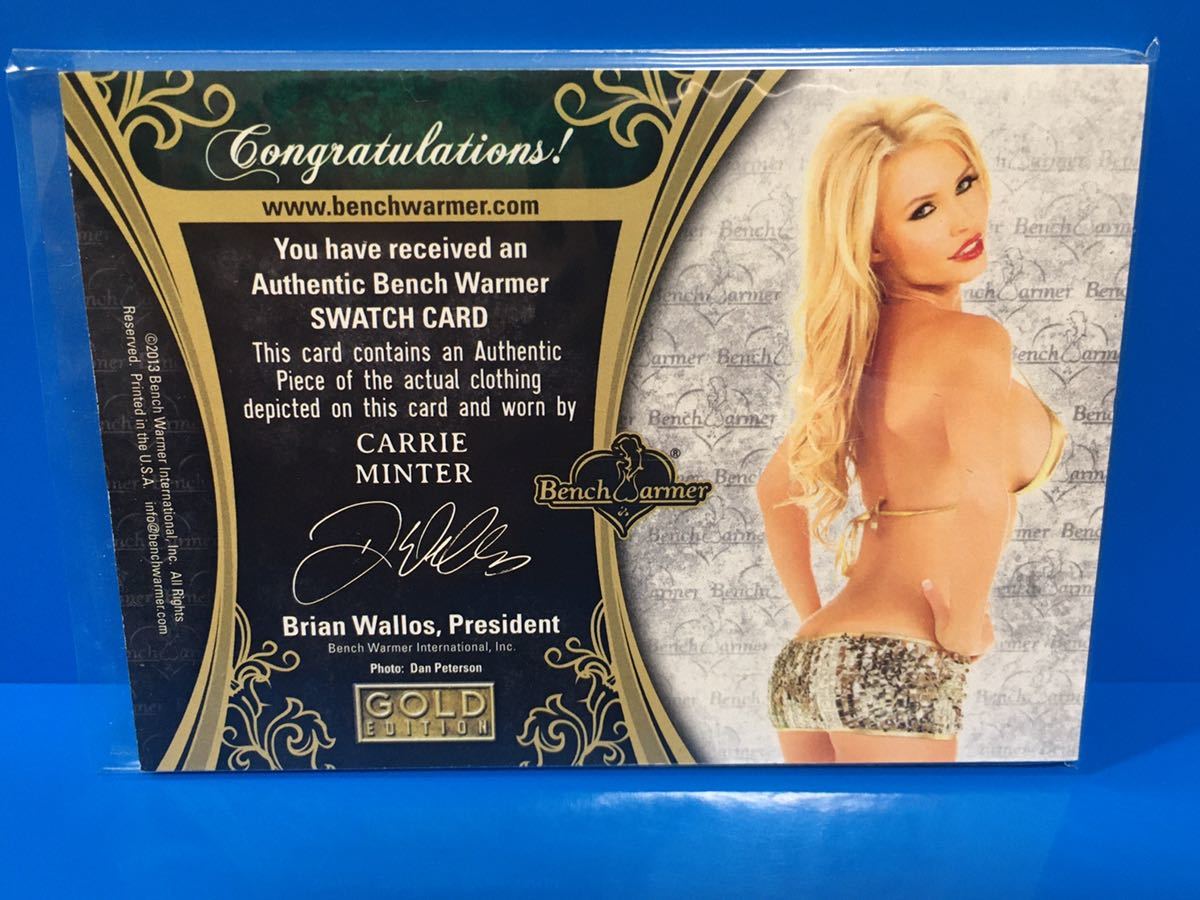 Congratulations!
www.benchwarmer.com
You have received an
Authentic Bench Warmer
SWATCH CARD
This card contains an Authentic
Piece of the actual clothing
depicted on this card and worn by
CARRIE
MINTER
Brian Wallos, President
Bench Warmer International, Inc.
Photo: Dan Peterson
GOLD
EDITION
©2013 Bench Warmer International, Inc. All Rights
Reserved. Printed in the U.S.A. info@benchwarmer.com
Bench Warmer ®